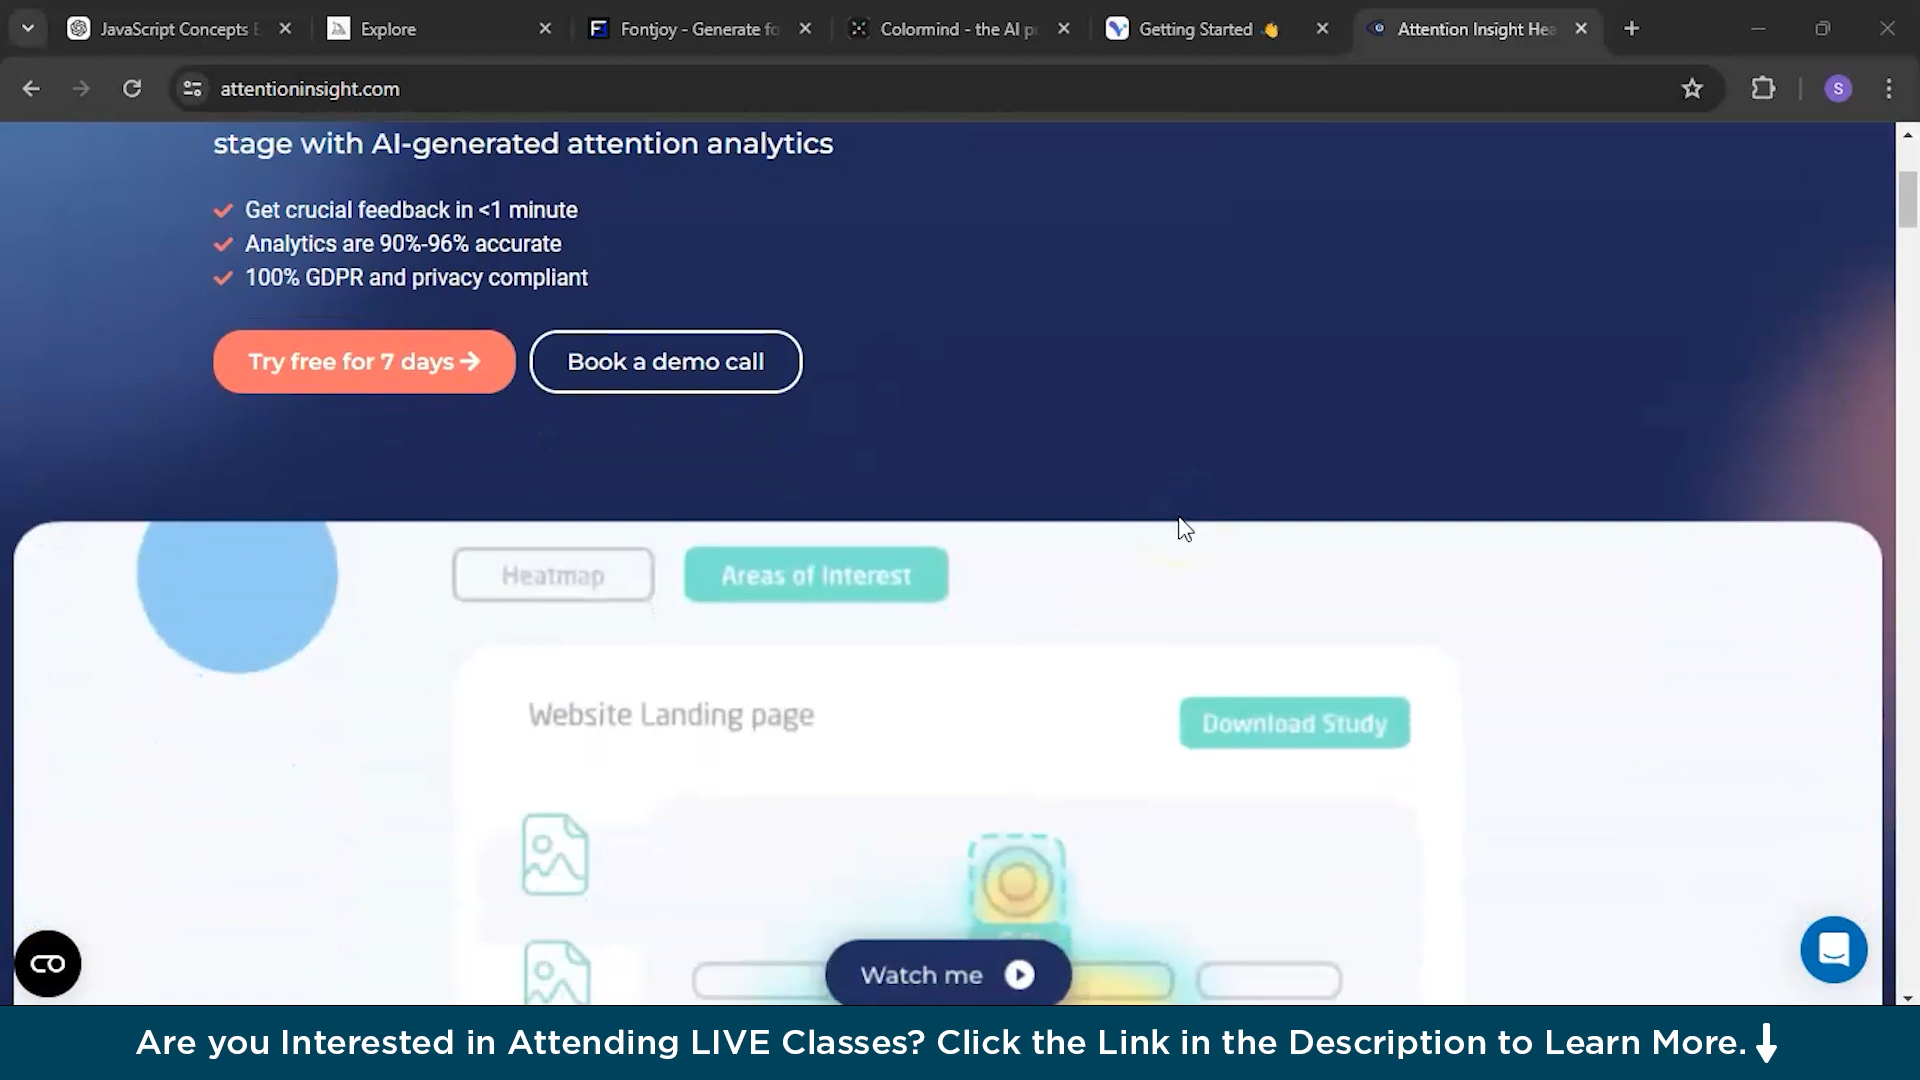 JavaScript Concepts E
Explore
Fontjoy - Generate fo
Colormind - the AI p
Getting Started 👋
Attention Insight Hea
attentioninsight.com
S
stage with AI-generated attention analytics
Get crucial feedback in <1 minute
Analytics are 90%-96% accurate
100% GDPR and privacy compliant
Try free for 7 days →
Book a demo call
Heatmap
Areas of Interest
Website Landing page
Download Study
Watch me
Are you Interested in Attending LIVE Classes? Click the Link in the Description to Learn More.